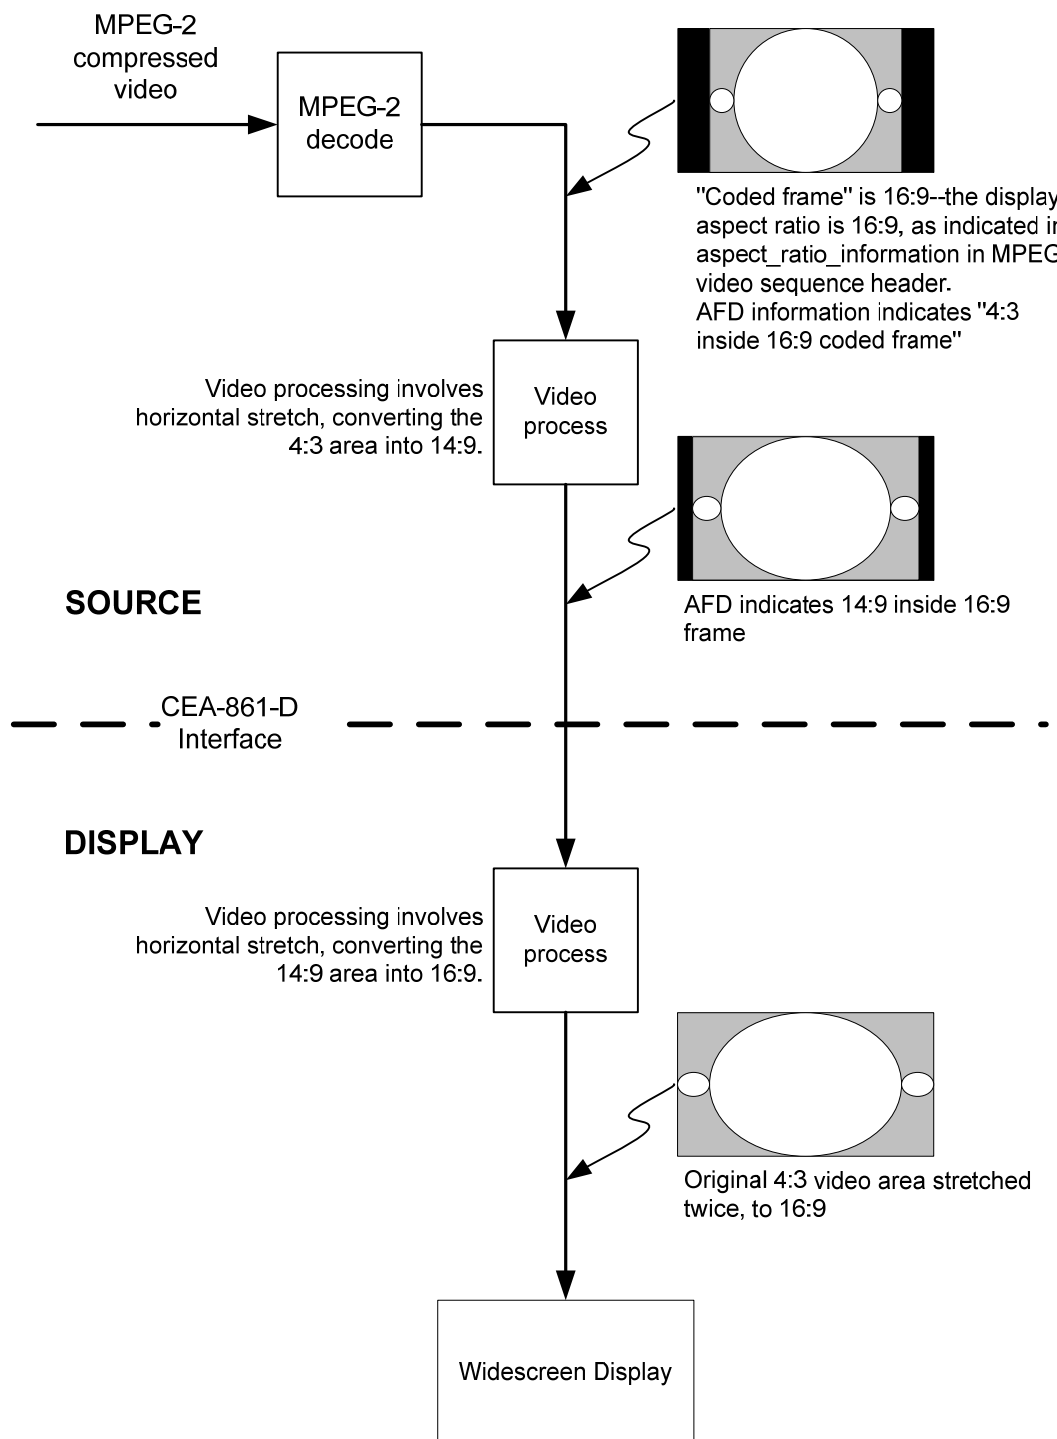 MPEG-2
compressed
video
MPEG-2
decode
"Coded frame" is 16:9--the display
aspect ratio is 16:9, as indicated in
aspect_ratio_information in MPEG
video sequence header.
AFD information indicates "4:3
inside 16:9 coded frame"
Video processing involves
horizontal stretch, converting the
4:3 area into 14:9.
Video
process
AFD indicates 14:9 inside 16:9
frame
SOURCE
CEA-861-D
Interface
DISPLAY
Video processing involves
horizontal stretch, converting the
14:9 area into 16:9.
Video
process
Original 4:3 video area stretched
twice, to 16:9
Widescreen Display